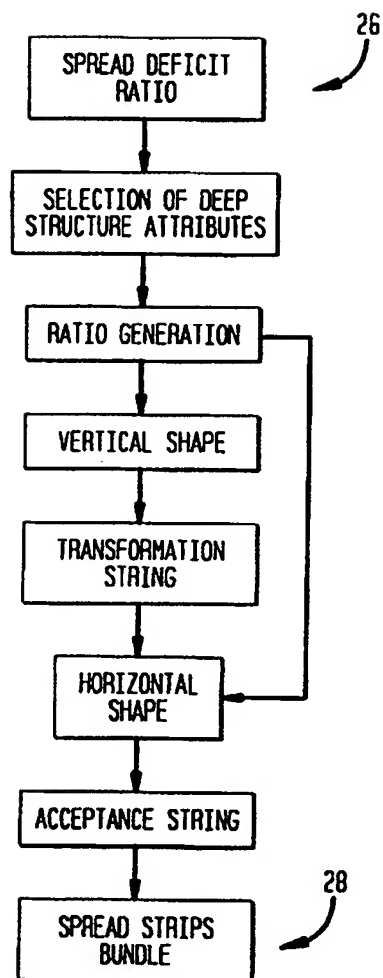 26
SPREAD DEFICIT
RATIO
SELECTION OF DEEP
STRUCTURE ATTRIBUTES
RATIO GENERATION
VERTICAL SHAPE
TRANSFORMATION
STRING
HORIZONTAL
SHAPE
ACCEPTANCE STRING
28
SPREAD STRIPS
BUNDLE